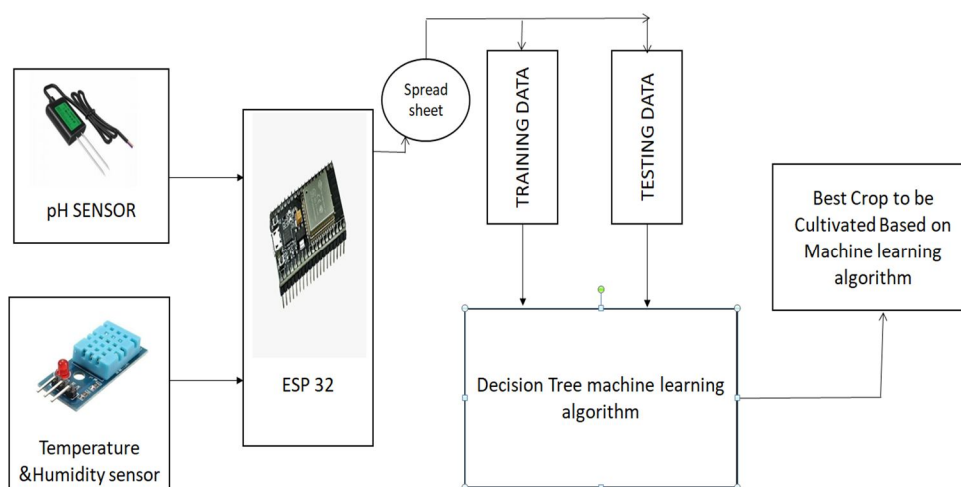 pH SENSOR
Temperature
&Humidity sensor
ESP 32
Spread
sheet
TRAINING DATA
TESTING DATA
Decision Tree machine learning
algorithm
Best Crop to be
Cultivated Based on
Machine learning
algorithm